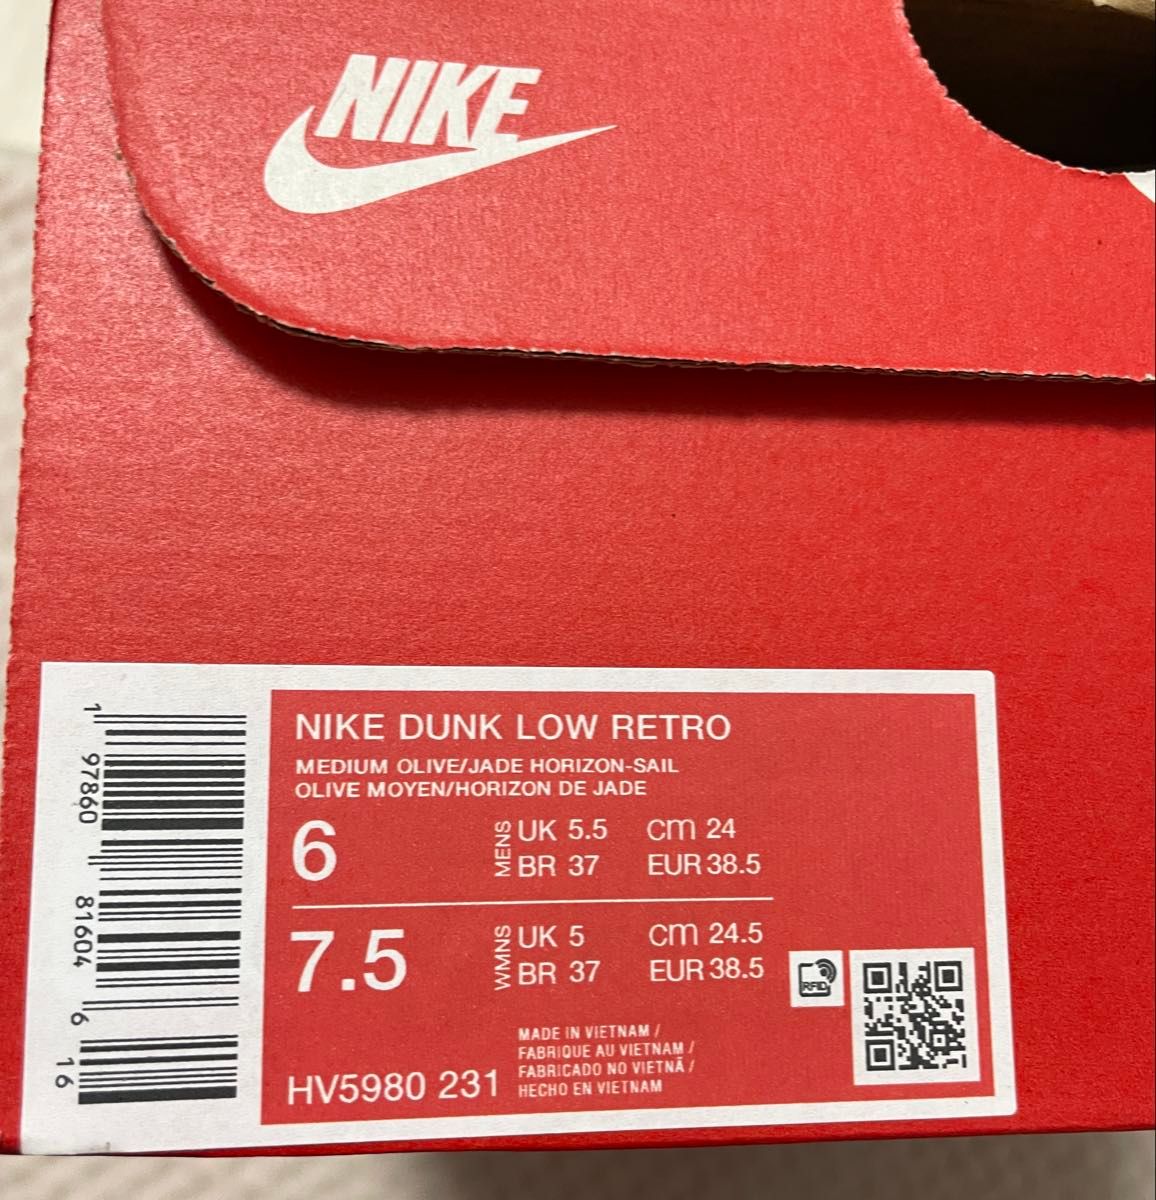 NIKE
NIKE DUNK LOW RETRO
MEDIUM OLIVE/JADE HORIZON-SAIL
OLIVE MOYEN/HORIZON DE JADE
6
MENS
UK 5.5 cm 24
BR 37 EUR 38.5
7.5
WMNS
UK 5 cm 24.5
BR 37 EUR 38.5
RFID
MADE IN VIETNAM /
FABRIQUE AU VIETNAM /
FABRICADO NO VIETNÃ /
HECHO EN VIETNAM
HV5980 231
1 97860 81604 6 16